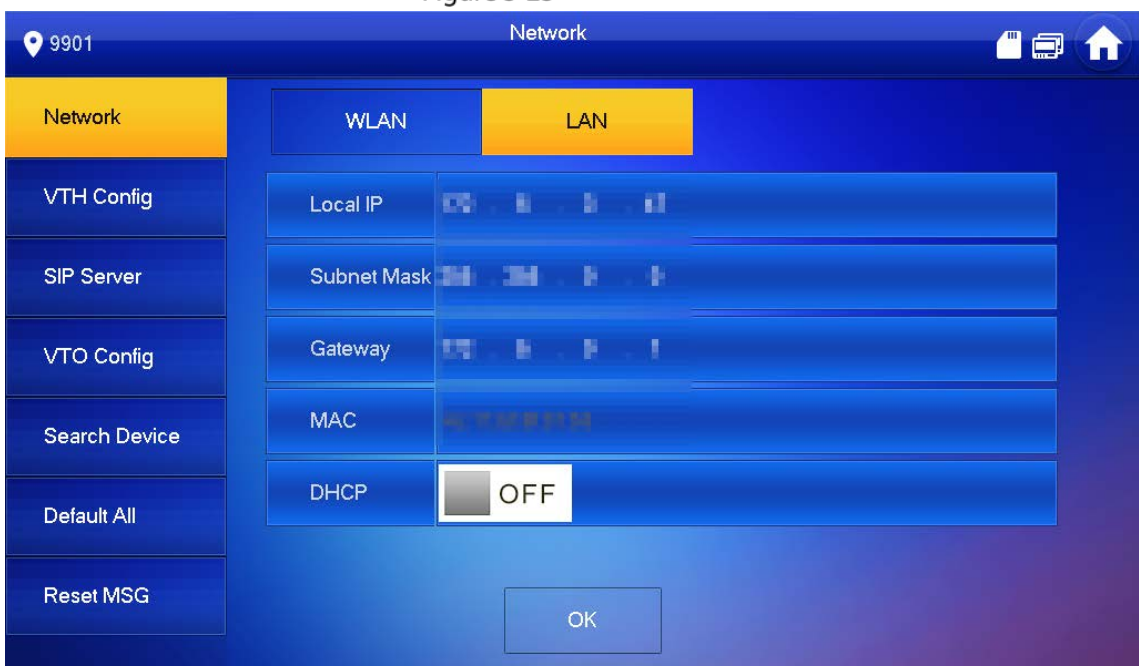 9901
Network
Network
VTH Config
SIP Server
VTO Config
Search Device
Default All
Reset MSG
WLAN
LAN
Local IP
Subnet Mask
Gateway
MAC
DHCP
OFF
OK